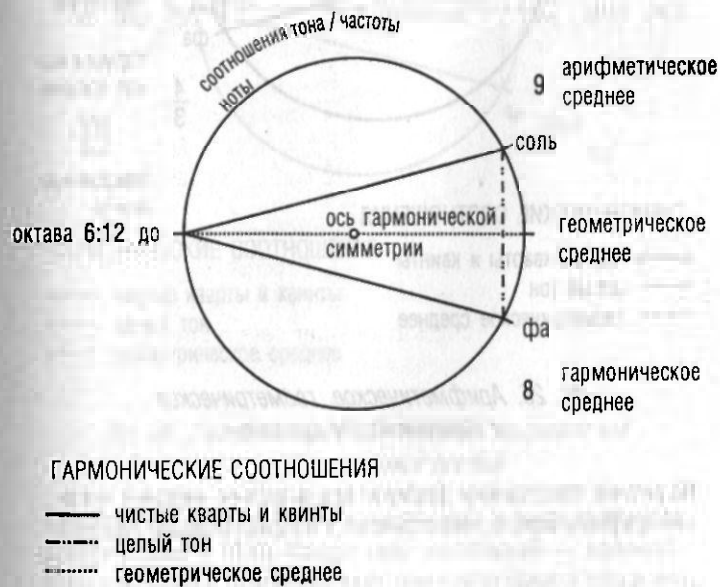 соотношения тона / частоты
ноты
9 арифметическое
среднее
соль
октава 6:12 до
ось гармонической
симметрии
геометрическое
среднее
фа
8 гармоническое
среднее
ГАРМОНИЧЕСКИЕ СООТНОШЕНИЯ
чистые кварты и квинты
целый тон
геометрическое среднее